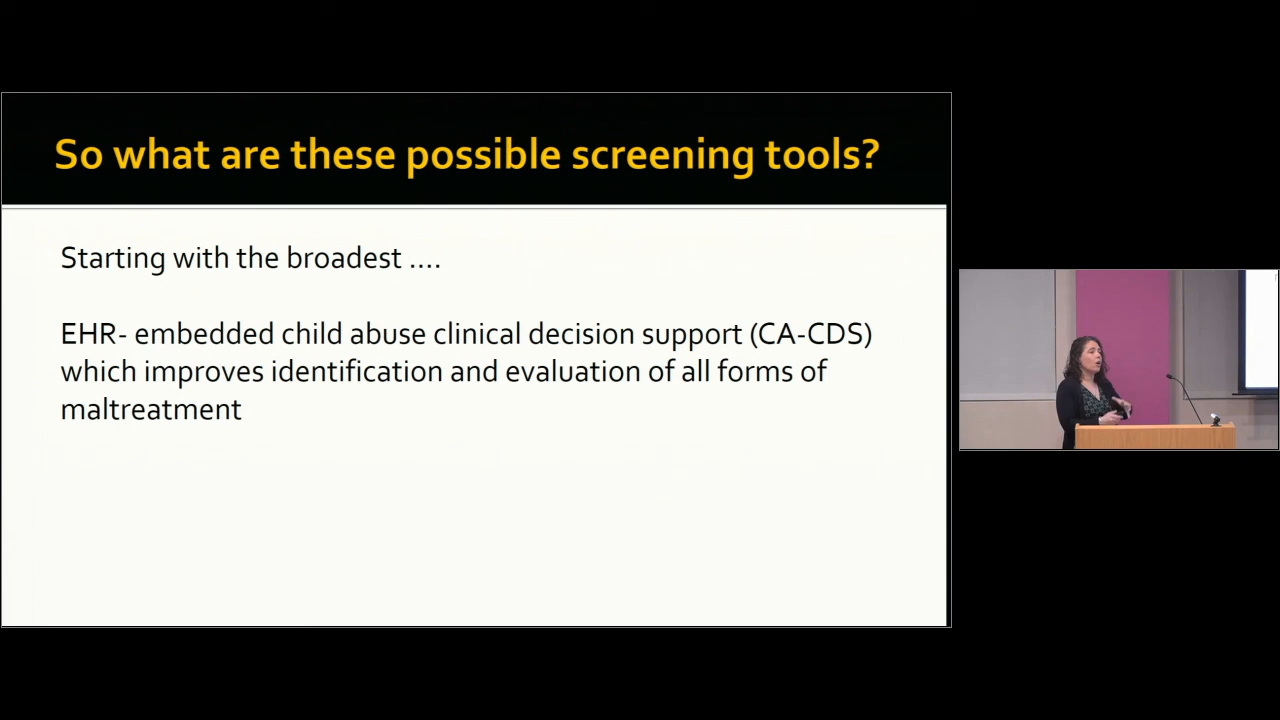 So what are these possible screening tools?
Starting with the broadest ....
EHR- embedded child abuse clinical decision support (CA-CDS)
which improves identification and evaluation of all forms of
maltreatment